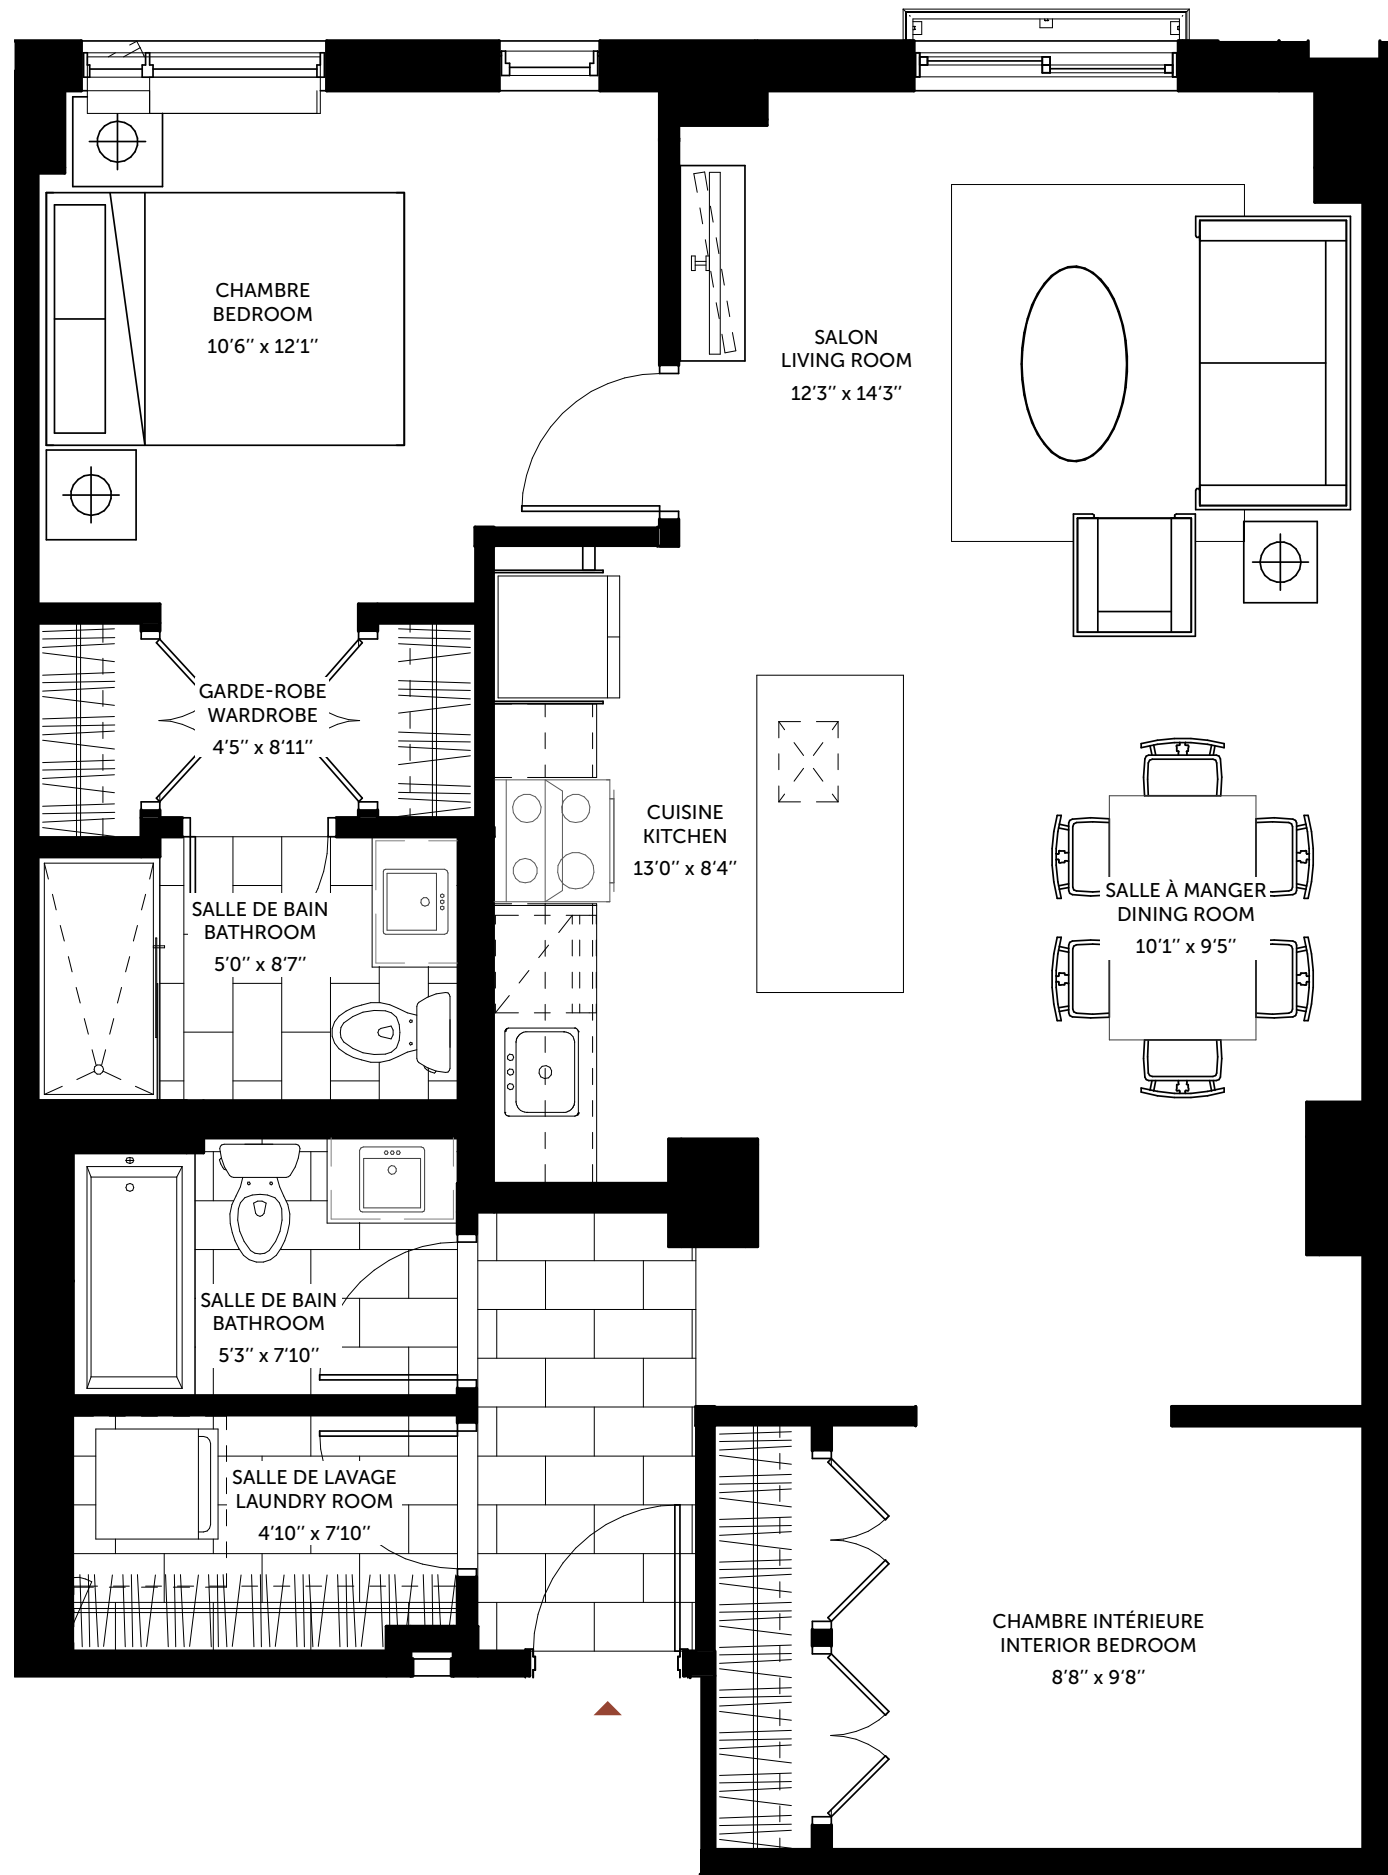 CHAMBRE
BEDROOM
10'6'' x 12'1''
SALON
LIVING ROOM
12'3'' x 14'3''
GARDE-ROBE
WARDROBE
4'5'' x 8'11''
CUISINE
KITCHEN
13'0'' x 8'4''
SALLE À MANGER
DINING ROOM
10'1'' x 9'5''
SALLE DE BAIN
BATHROOM
5'0'' x 8'7''
SALLE DE BAIN
BATHROOM
5'3'' x 7'10''
SALLE DE LAVAGE
LAUNDRY ROOM
4'10'' x 7'10''
CHAMBRE INTÉRIEURE
INTERIOR BEDROOM
8'8'' x 9'8''